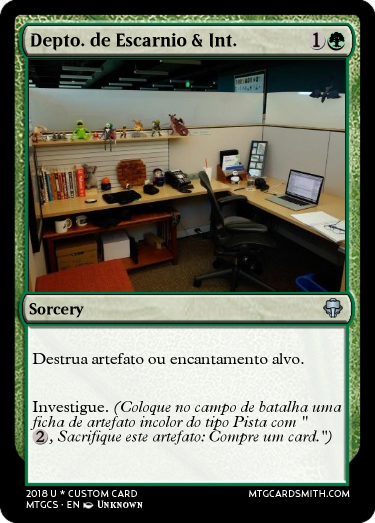 Depto. de Escarnio & Int. 1
Sorcery
Destrua artefato ou encantamento alvo.
Investigue. (Coloque no campo de batalha uma
ficha de artefato incolor do tipo Pista com "
2, Sacrifique este artefato: Compre um card.")
2018 U * CUSTOM CARD
MTGCS · EN Unknown
MTGCARDSMITH.COM